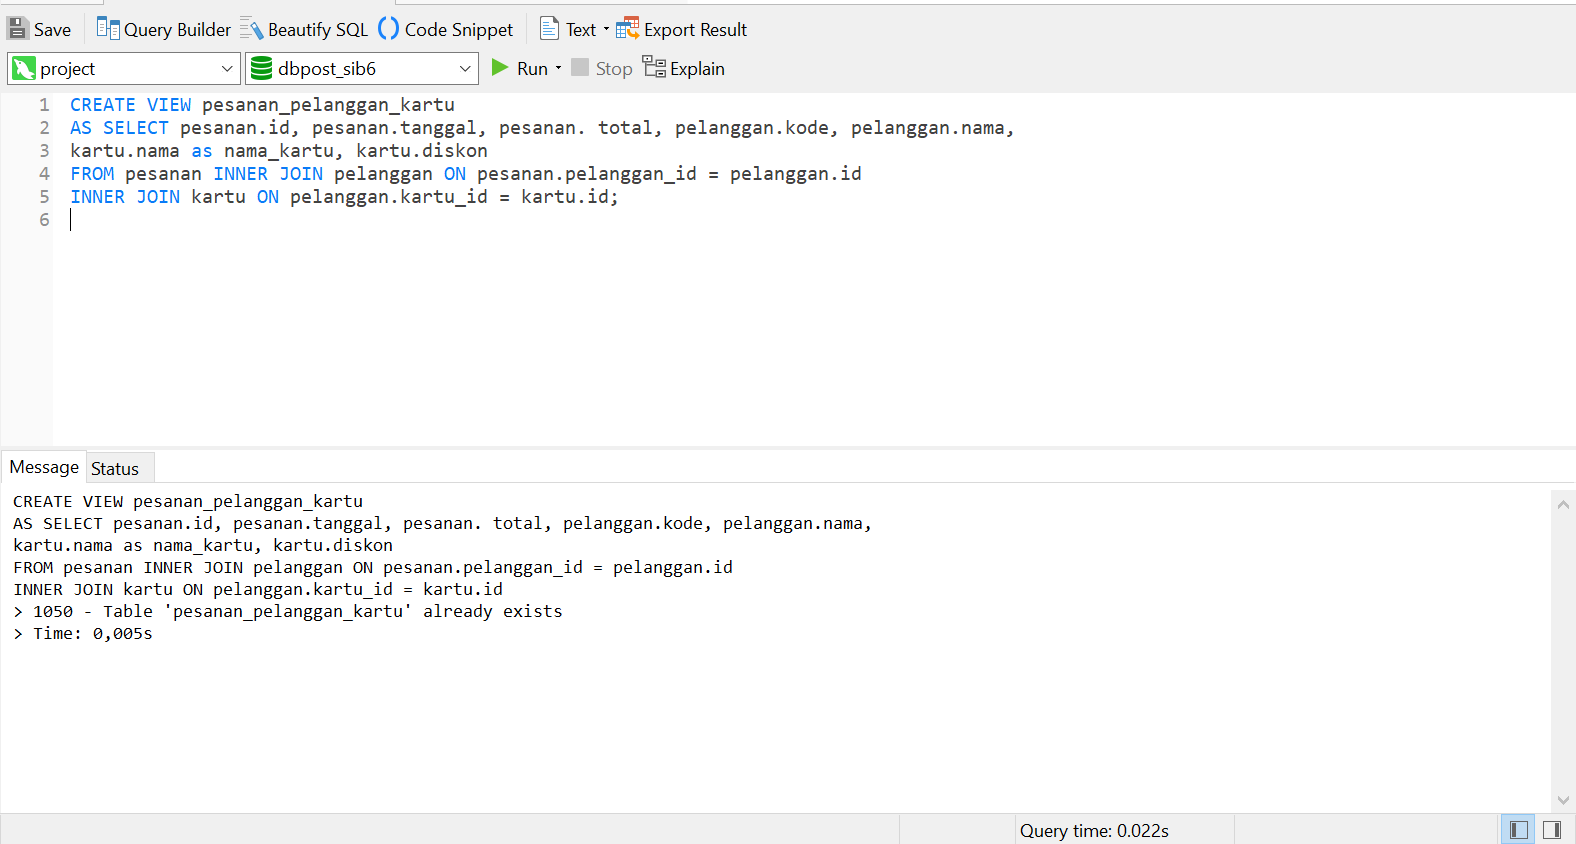 Save Query Builder Beautify SQL Code Snippet Text Export Result
project dbpost_sib6 Run Stop Explain
1 CREATE VIEW pesanan_pelanggan_kartu
2 AS SELECT pesanan.id, pesanan.tanggal, pesanan. total, pelanggan.kode, pelanggan.nama,
3 kartu.nama as nama_kartu, kartu.diskon
4 FROM pesanan INNER JOIN pelanggan ON pesanan.pelanggan_id = pelanggan.id
5 INNER JOIN kartu ON pelanggan.kartu_id = kartu.id;
6
Message Status
CREATE VIEW pesanan_pelanggan_kartu
AS SELECT pesanan.id, pesanan.tanggal, pesanan. total, pelanggan.kode, pelanggan.nama,
kartu.nama as nama_kartu, kartu.diskon
FROM pesanan INNER JOIN pelanggan ON pesanan.pelanggan_id = pelanggan.id
INNER JOIN kartu ON pelanggan.kartu_id = kartu.id
> 1050 - Table 'pesanan_pelanggan_kartu' already exists
> Time: 0,005s
Query time: 0.022s